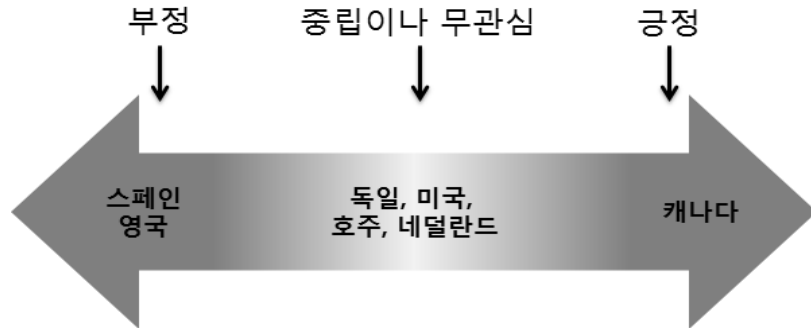 부정 중립이나 무관심 긍정
스페인
영국
독일, 미국,
호주, 네덜란드
캐나다